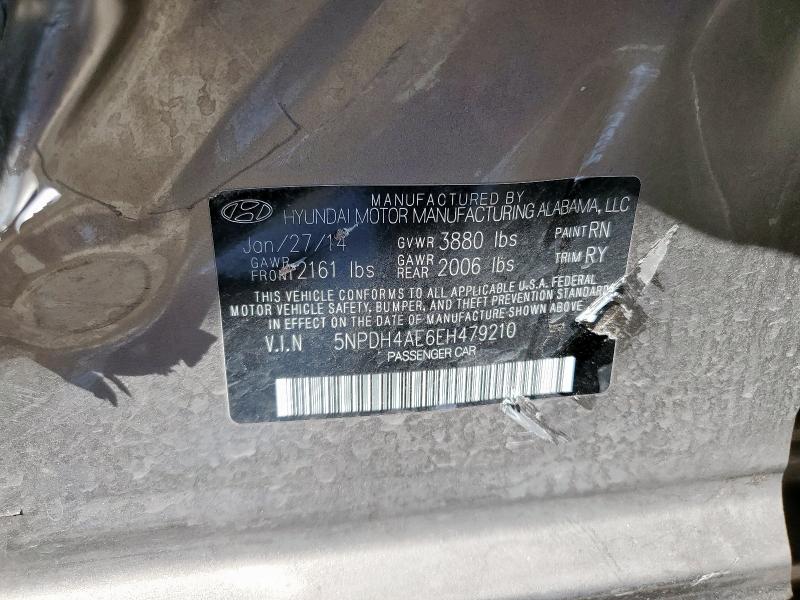 MANUFACTURED BY
HYUNDAI MOTOR MANUFACTURING ALABAMA, LLC
Jan/27/14 GVWR 3880 lbs PAINT RN
GAWR FRONT 2161 lbs GAWR REAR 2006 lbs TRIM RY
THIS VEHICLE CONFORMS TO ALL APPLICABLE U.S.A. FEDERAL
MOTOR VEHICLE SAFETY, BUMPER, AND THEFT PREVENTION STANDARDS
IN EFFECT ON THE DATE OF MANUFACTURE SHOWN ABOVE.
V.I.N 5NPDH4AE6EH479210
PASSENGER CAR